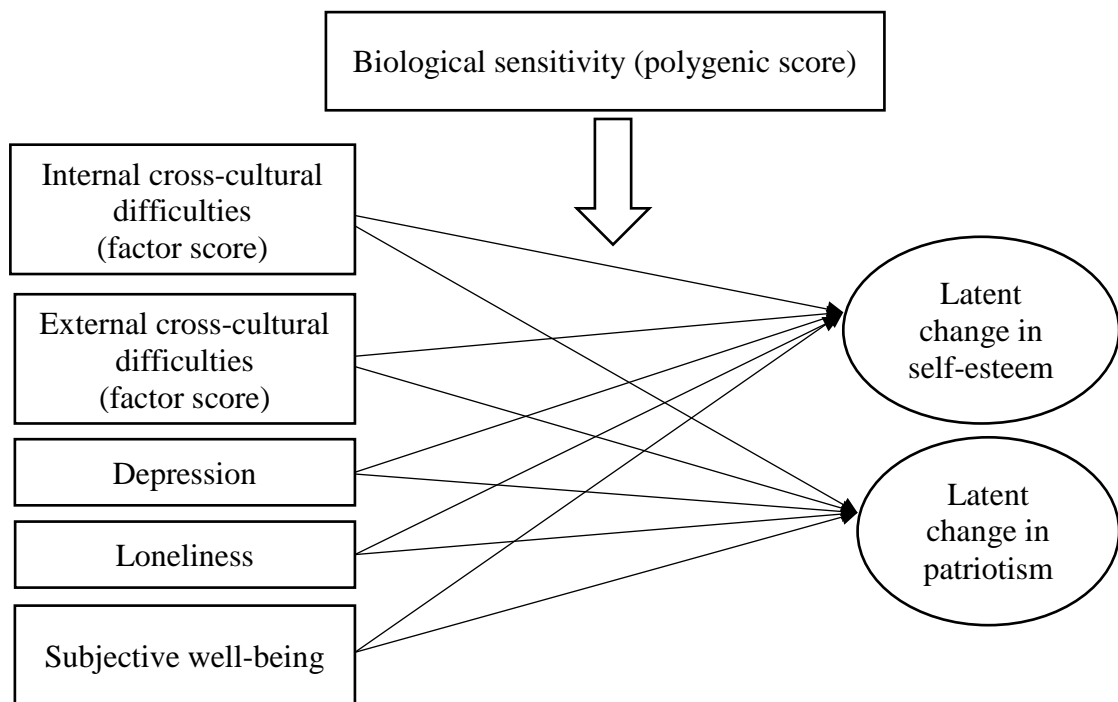 Biological sensitivity (polygenic score)
Internal cross-cultural
difficulties
(factor score)
External cross-cultural
difficulties
(factor score)
Depression
Loneliness
Subjective well-being
Latent
change in
self-esteem
Latent
change in
patriotism